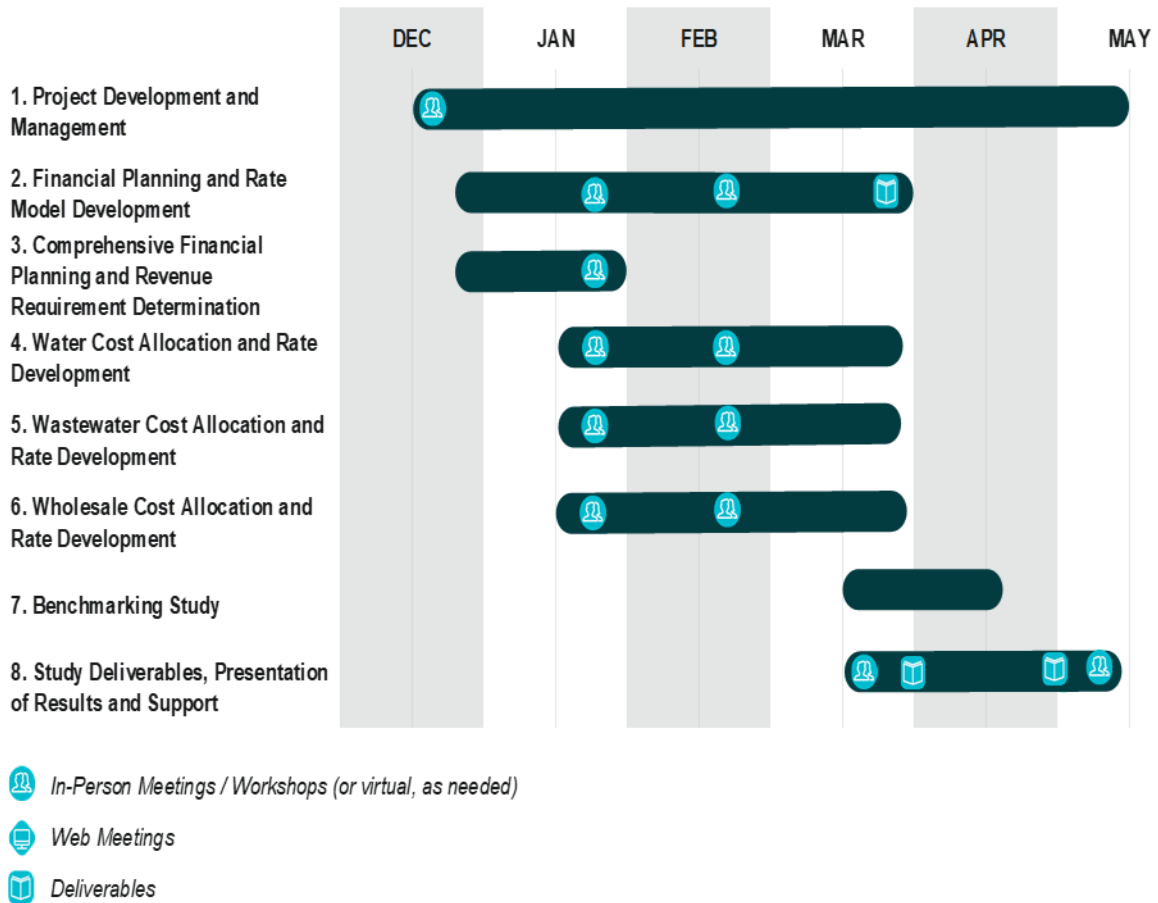 DEC JAN FEB MAR APR MAY
1. Project Development and
Management
2. Financial Planning and Rate
Model Development
3. Comprehensive Financial
Planning and Revenue
Requirement Determination
4. Water Cost Allocation and Rate
Development
5. Wastewater Cost Allocation and
Rate Development
6. Wholesale Cost Allocation and
Rate Development
7. Benchmarking Study
8. Study Deliverables, Presentation
of Results and Support
In-Person Meetings / Workshops (or virtual, as needed)
Web Meetings
Deliverables